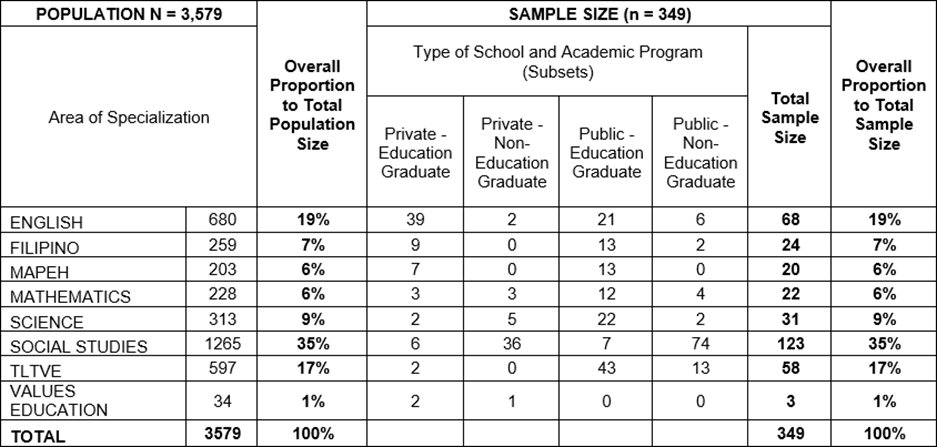 POPULATION N = 3,579 SAMPLE SIZE (n = 349)
Area of Specialization
Overall
Proportion
to Total
Population
Size
Type of School and Academic Program
(Subsets)
Private -
Education
Graduate
Private -
Non-
Education
Graduate
Public -
Education
Graduate
Public -
Non-
Education
Graduate
Total
Sample
Size
Overall
Proportion
to Total
Sample
Size
ENGLISH 680 19% 39 2 21 6 68 19%
FILIPINO 259 7% 9 0 13 2 24 7%
MAPEH 203 6% 7 0 13 0 20 6%
MATHEMATICS 228 6% 3 3 12 4 22 6%
SCIENCE 313 9% 2 5 22 2 31 9%
SOCIAL STUDIES 1265 35% 6 36 7 74 123 35%
TLTVE 597 17% 2 0 43 13 58 17%
VALUES
EDUCATION 34 1% 2 1 0 0 3 1%
TOTAL 3579 100% 349 100%